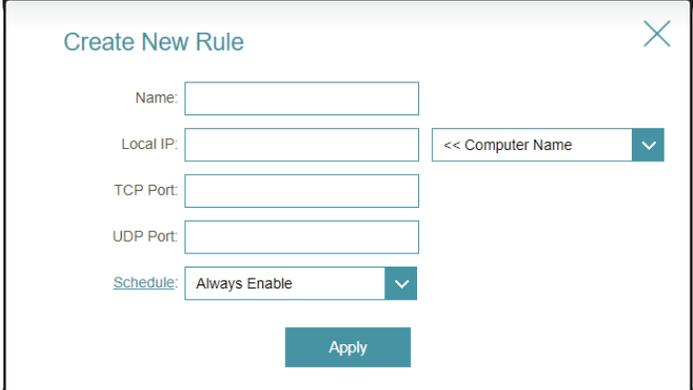 Create New Rule
Name:
Local IP: << Computer Name
TCP Port:
UDP Port:
Schedule: Always Enable
Apply